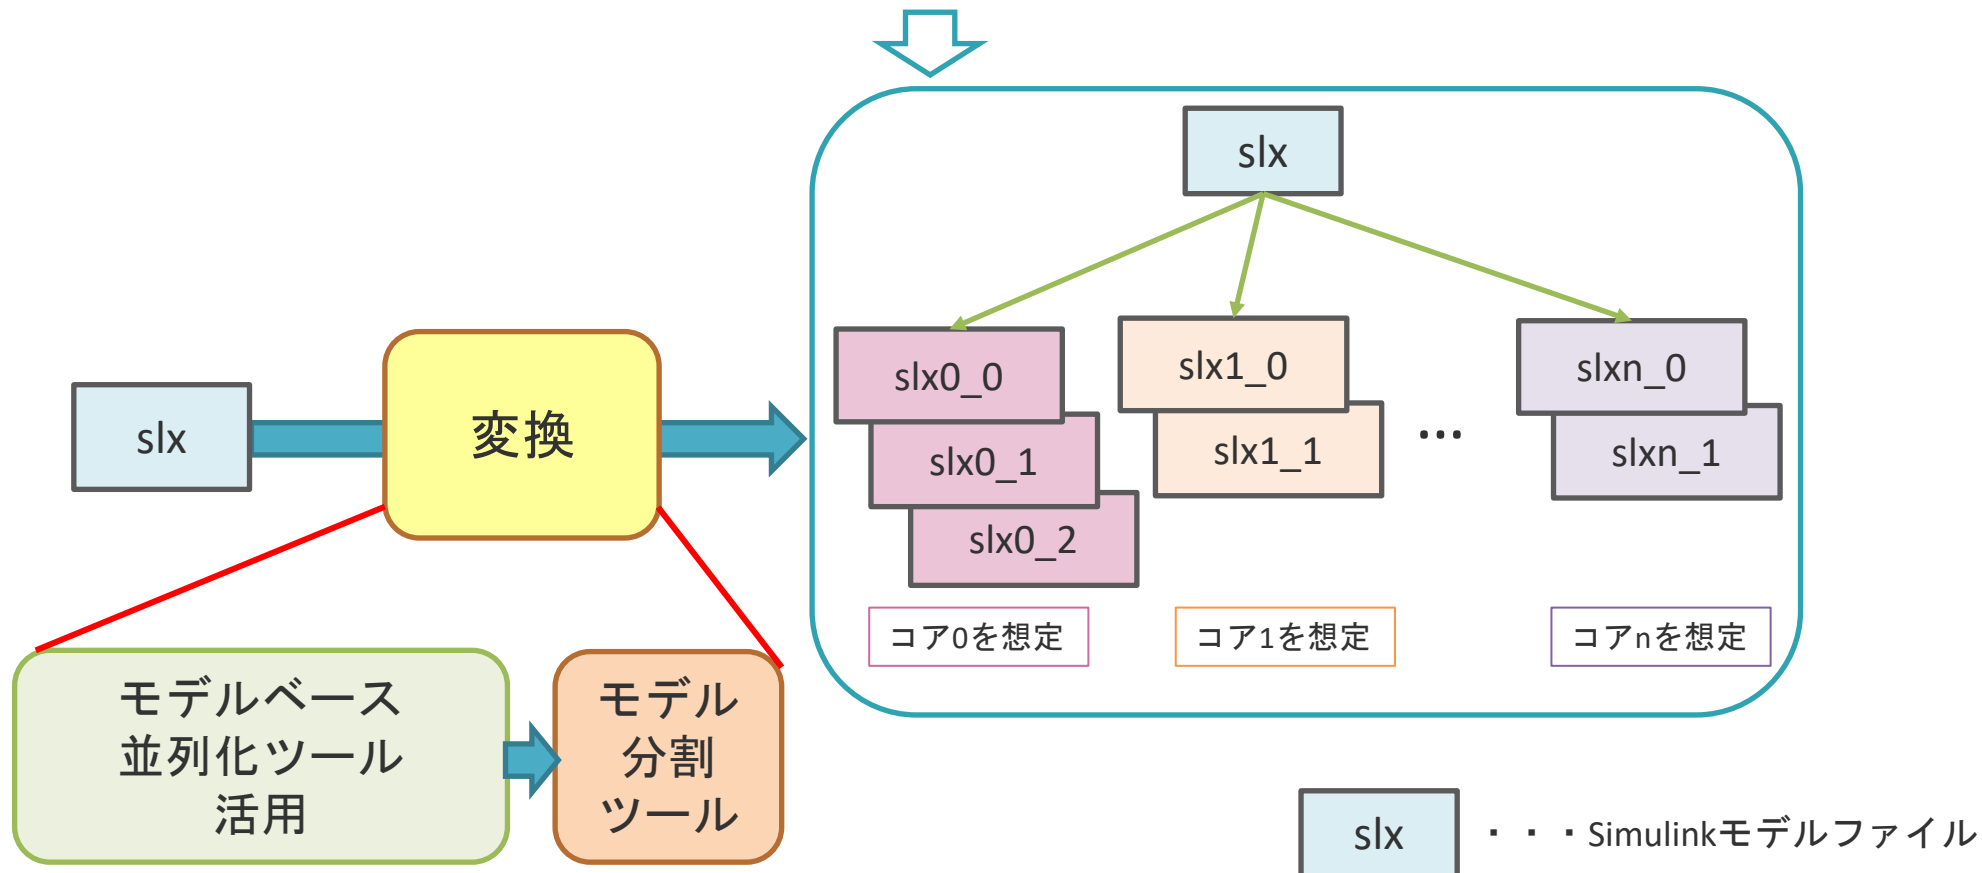 slx
slx
変換
slx0_0
slx0_1
slx0_2
slx1_0
slx1_1
…
slxn_0
slxn_1
コア0を想定
コア1を想定
コアnを想定
モデルベース
並列化ツール
活用
モデル
分割
ツール
slx ・・・Simulinkモデルファイル